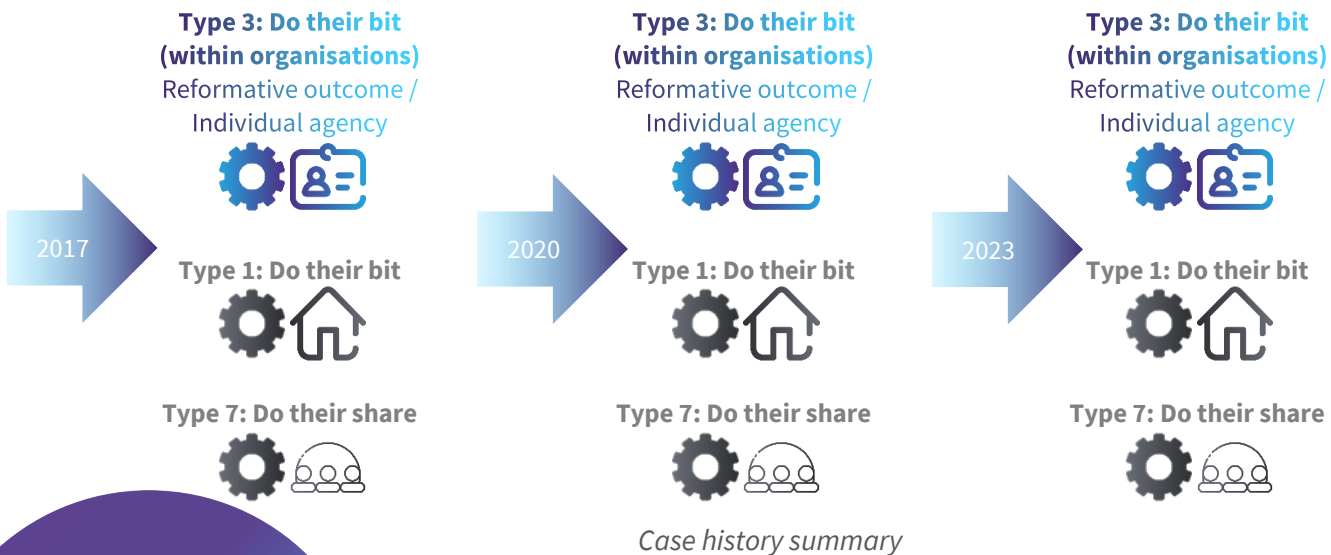 2017
Type 3: Do their bit
(within organisations)
Reformative outcome /
Individual agency
Type 1: Do their bit
Type 7: Do their share
2020
Type 3: Do their bit
(within organisations)
Reformative outcome /
Individual agency
Type 1: Do their bit
Type 7: Do their share
2023
Type 3: Do their bit
(within organisations)
Reformative outcome /
Individual agency
Type 1: Do their bit
Type 7: Do their share
Case history summary